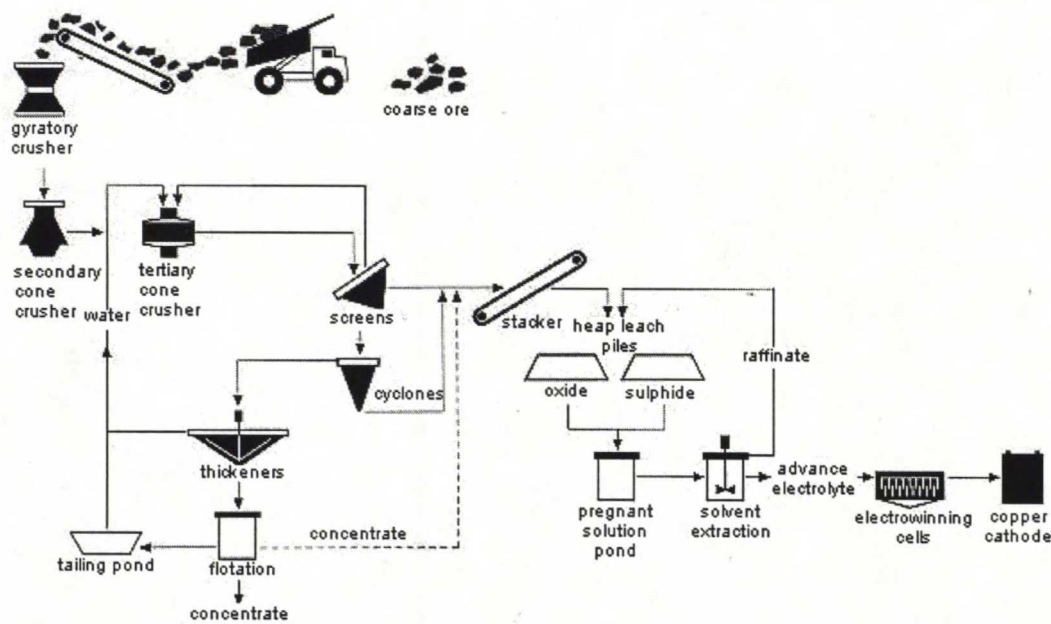 coarse ore
gyratory
crusher
secondary
cone
crusher
water
tertiary
cone
crusher
screens
stacker
heap leach
piles
raffinate
cyclones
oxide
sulphide
thickeners
advance
electrolyte
pregnant
solution
pond
solvent
extraction
electrowinning
cells
copper
cathode
concentrate
tailing pond
flotation
concentrate